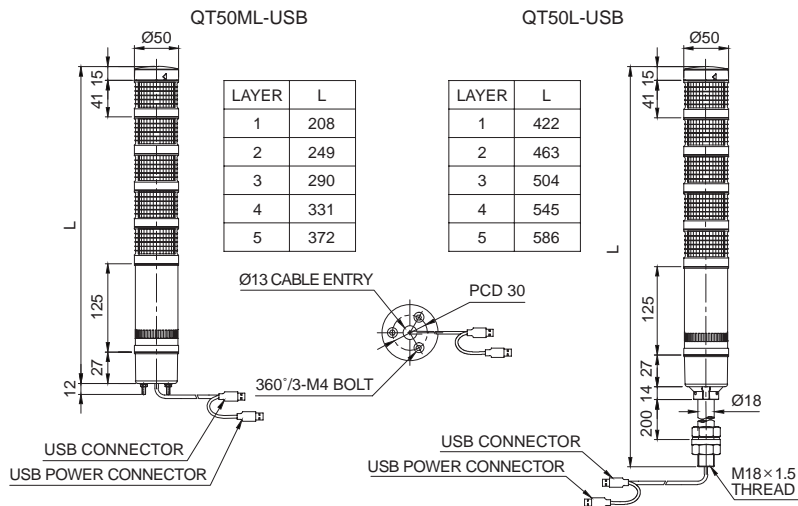 QT50ML-USB
QT50L-USB
Ø50
15
41
L
125
27
12
LAYER L
1 208
2 249
3 290
4 331
5 372
Ø13 CABLE ENTRY
PCD 30
360°/3-M4 BOLT
USB CONNECTOR
USB POWER CONNECTOR
LAYER L
1 422
2 463
3 504
4 545
5 586
Ø50
15
41
L
125
27
14
200
Ø18
USB CONNECTOR
USB POWER CONNECTOR
M18×1.5
THREAD